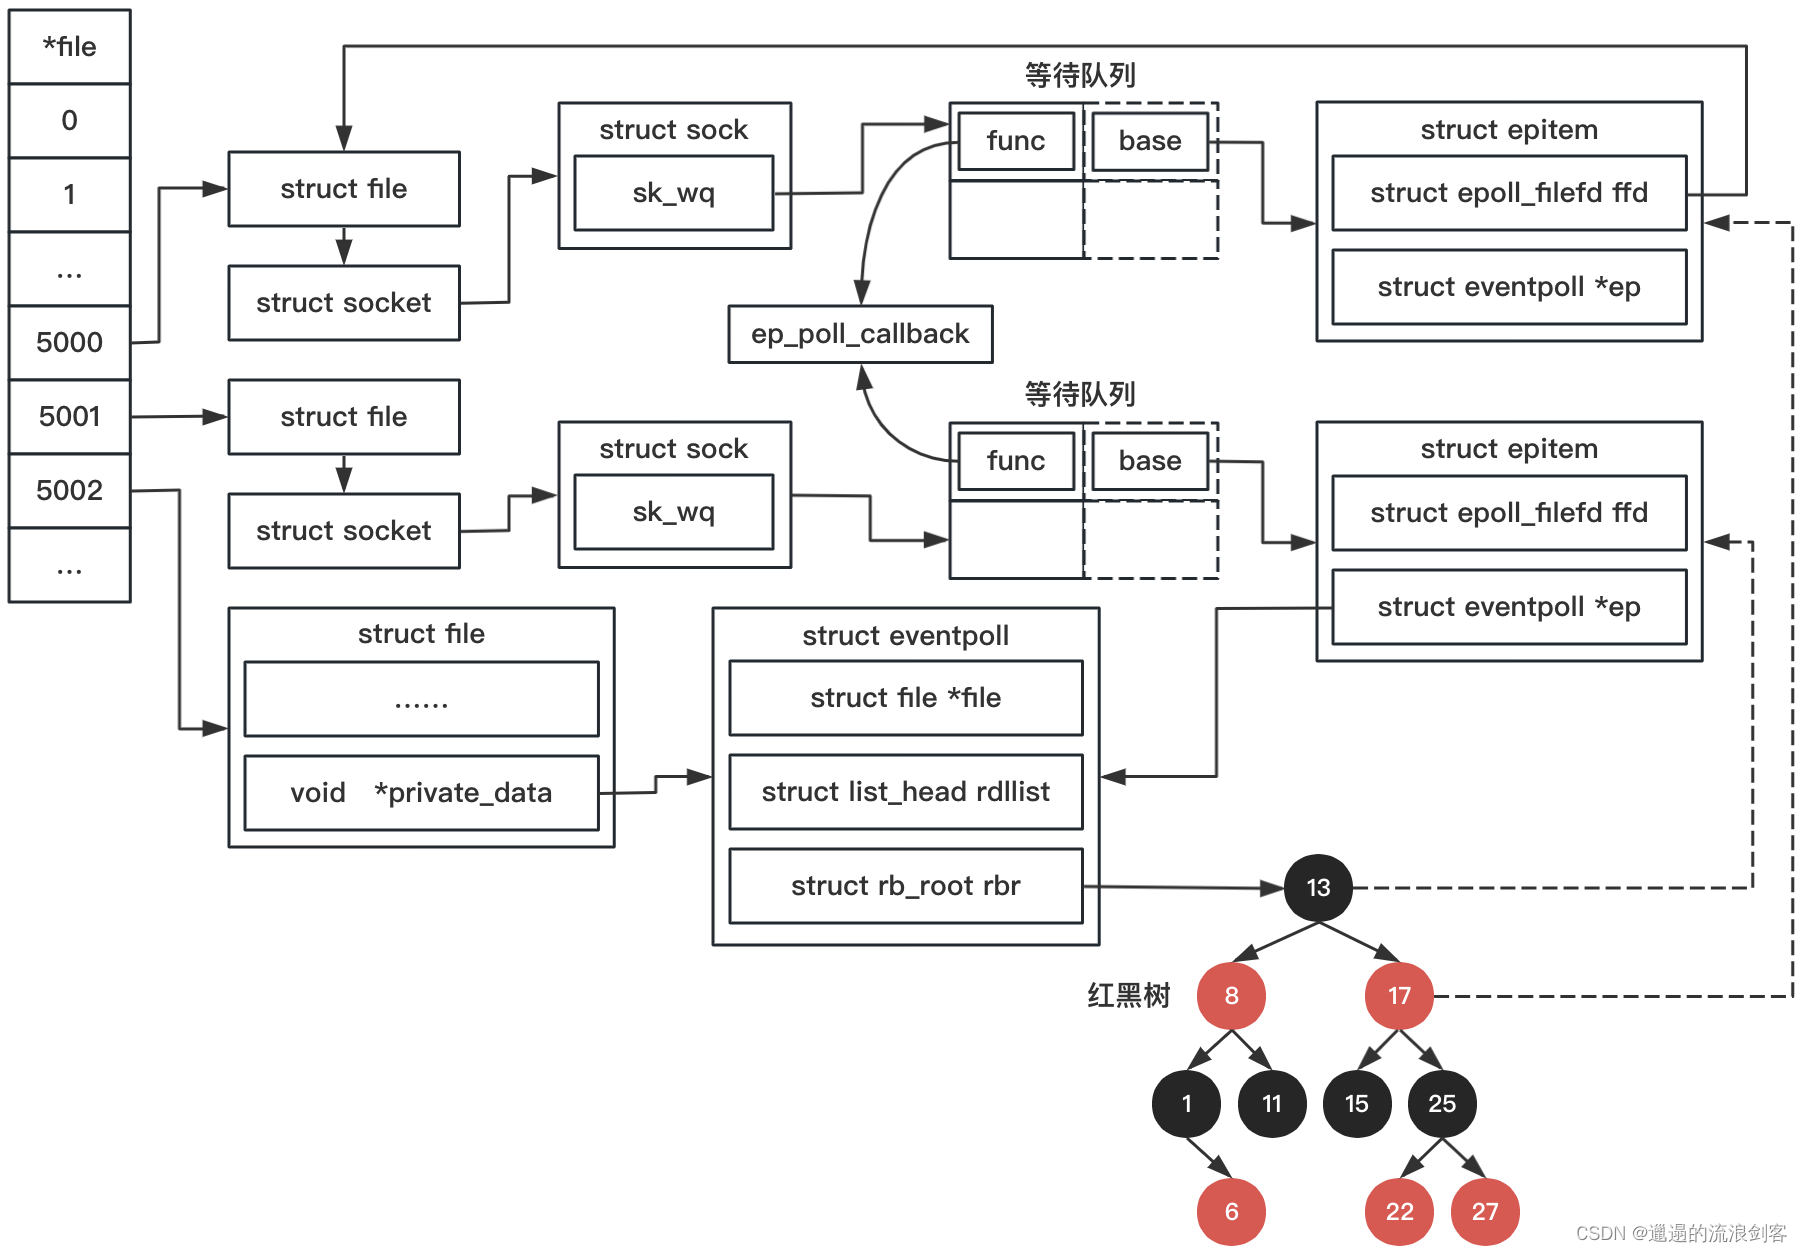 *file
0
1
...
5000
5001
5002
...
struct file
struct socket
struct sock
sk_wq
等待队列
func
base
struct epitem
struct epoll_filefd ffd
struct eventpoll *ep
ep_poll_callback
struct file
struct socket
struct sock
sk_wq
等待队列
func
base
struct epitem
struct epoll_filefd ffd
struct eventpoll *ep
struct file
......
void *private_data
struct eventpoll
struct file *file
struct list_head rdllist
struct rb_root rbr
红黑树
13
8
17
1
11
15
25
6
22
27
CSDN @邋遢的流浪剑客